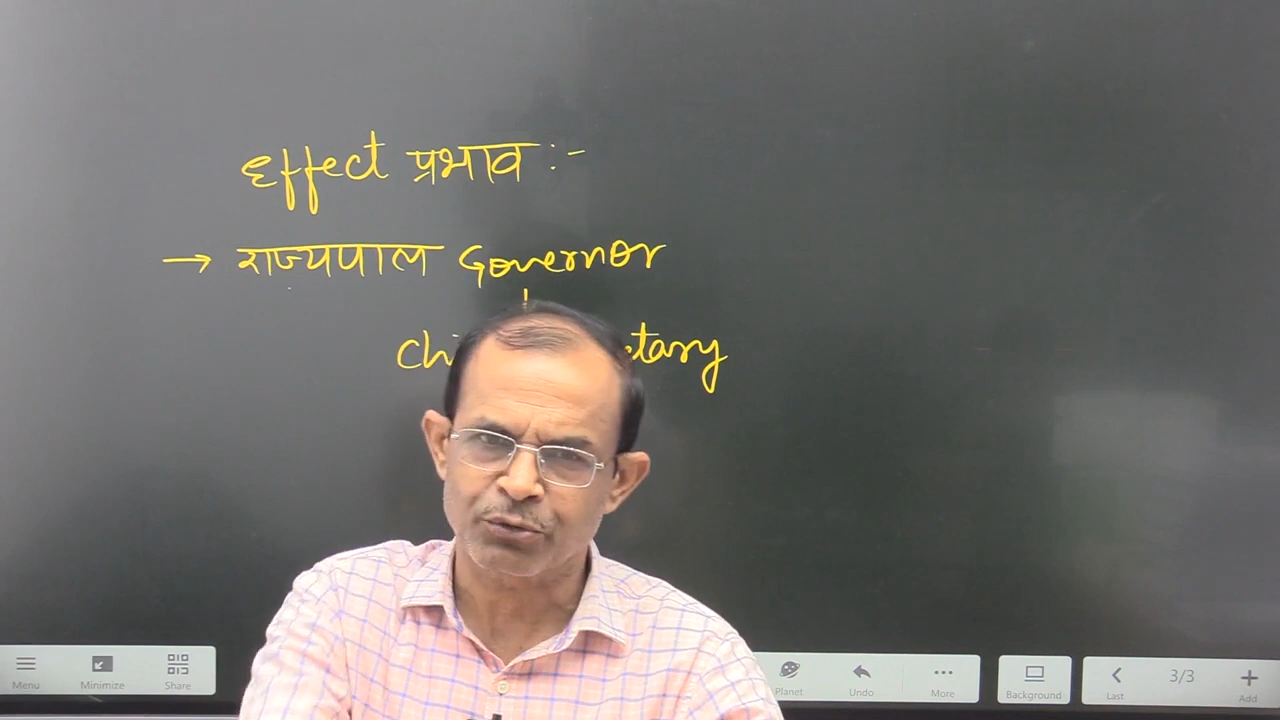 Effect प्रभाव :-
→ राज्यपाल Governor
Menu
Minimize
Share
Planet
Undo
More
Background
Last
3/3
Add